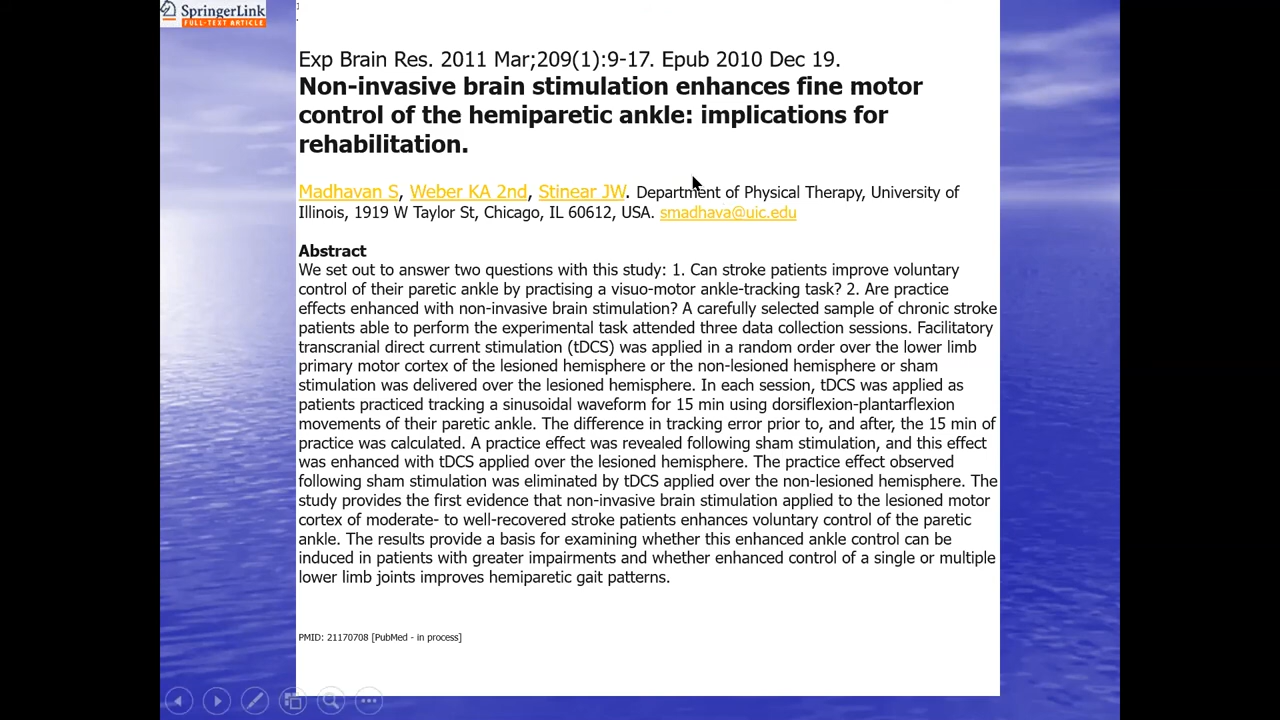 SpringerLink
FULL-TEXT ARTICLE
Exp Brain Res. 2011 Mar;209(1):9-17. Epub 2010 Dec 19.
Non-invasive brain stimulation enhances fine motor
control of the hemiparetic ankle: implications for
rehabilitation.
Madhavan S, Weber KA 2nd, Stinear JW. Department of Physical Therapy, University of
Illinois, 1919 W Taylor St, Chicago, IL 60612, USA. smadhava@uic.edu
Abstract
We set out to answer two questions with this study: 1. Can stroke patients improve voluntary
control of their paretic ankle by practising a visuo-motor ankle-tracking task? 2. Are practice
effects enhanced with non-invasive brain stimulation? A carefully selected sample of chronic stroke
patients able to perform the experimental task attended three data collection sessions. Facilitatory
transcranial direct current stimulation (tDCS) was applied in a random order over the lower limb
primary motor cortex of the lesioned hemisphere or the non-lesioned hemisphere or sham
stimulation was delivered over the lesioned hemisphere. In each session, tDCS was applied as
patients practiced tracking a sinusoidal waveform for 15 min using dorsiflexion-plantarflexion
movements of their paretic ankle. The difference in tracking error prior to, and after, the 15 min of
practice was calculated. A practice effect was revealed following sham stimulation, and this effect
was enhanced with tDCS applied over the lesioned hemisphere. The practice effect observed
following sham stimulation was eliminated by tDCS applied over the non-lesioned hemisphere. The
study provides the first evidence that non-invasive brain stimulation applied to the lesioned motor
cortex of moderate- to well-recovered stroke patients enhances voluntary control of the paretic
ankle. The results provide a basis for examining whether this enhanced ankle control can be
induced in patients with greater impairments and whether enhanced control of a single or multiple
lower limb joints improves hemiparetic gait patterns.
PMID: 21170708 [PubMed - in process]